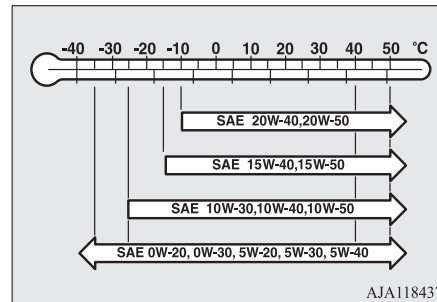 -40 -30 -20 -10 0 10 20 30 40 50 °C
SAE 20W-40,20W-50
SAE 15W-40,15W-50
SAE 10W-30,10W-40,10W-50
SAE 0W-20, 0W-30, 5W-20, 5W-30, 5W-40
AJA118437